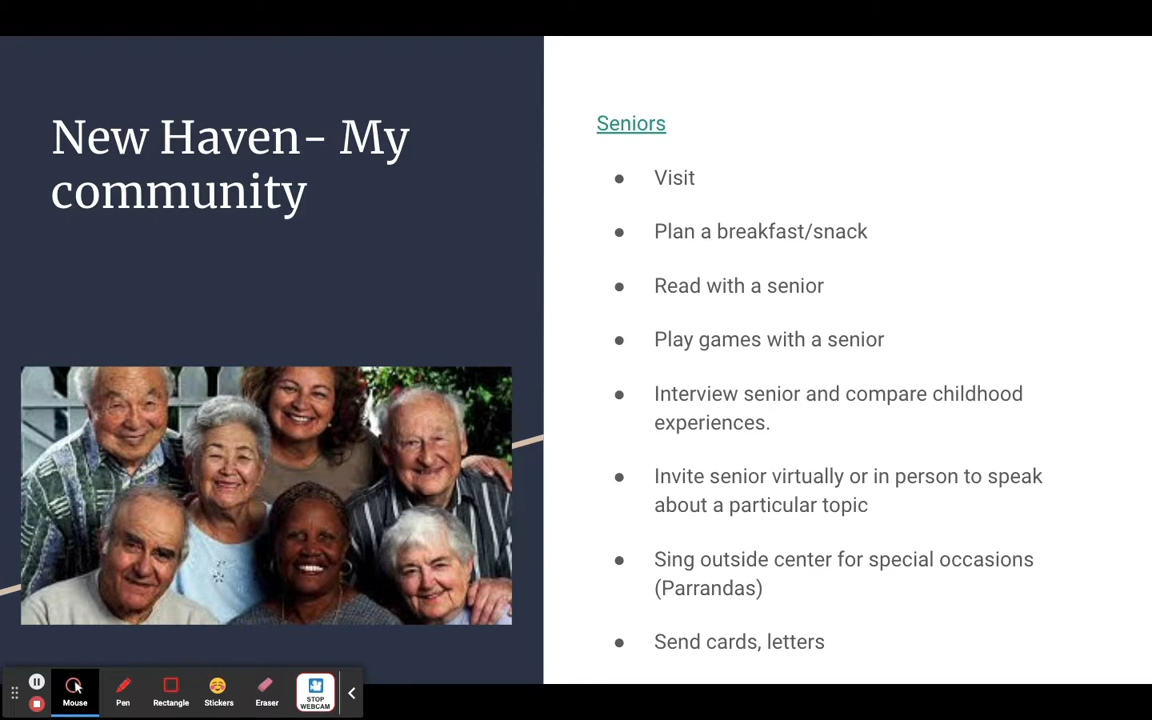 New Haven- My
community
Seniors
● Visit
● Plan a breakfast/snack
● Read with a senior
● Play games with a senior
● Interview senior and compare childhood
experiences.
● Invite senior virtually or in person to speak
about a particular topic
● Sing outside center for special occasions
(Parrandas)
● Send cards, letters
Mouse
Pen
Rectangle
Stickers
Eraser
STOP
WEBCAM